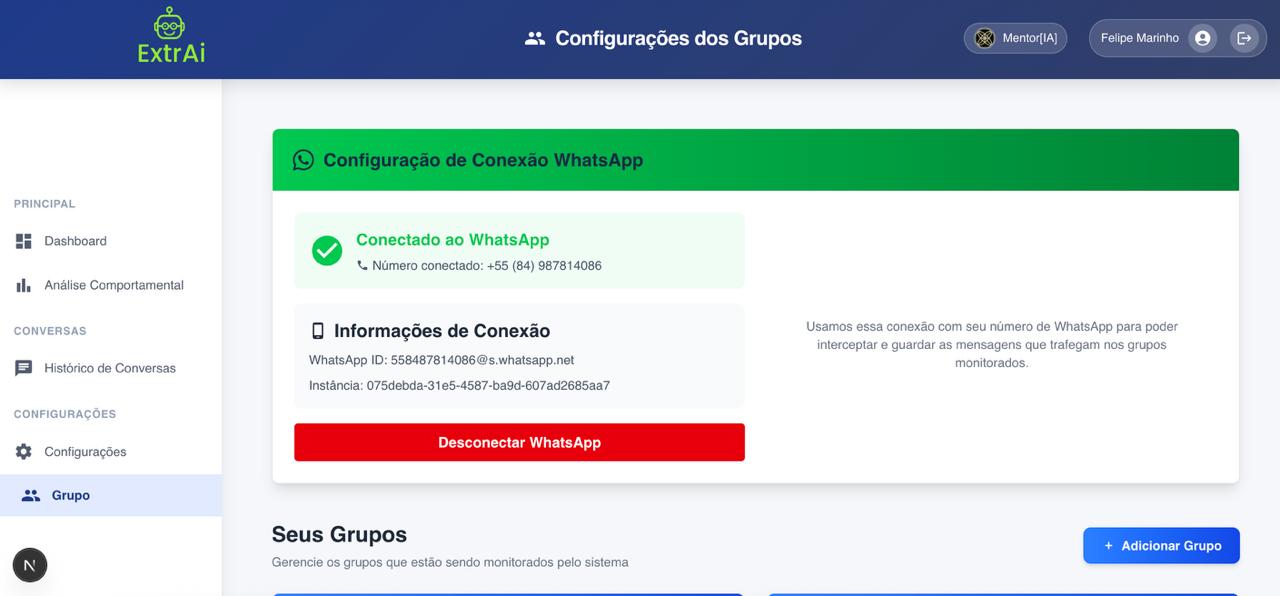 ExtrAi
Configurações dos Grupos
Mentor[IA]
Felipe Marinho
PRINCIPAL
Dashboard
Análise Comportamental
CONVERSAS
Histórico de Conversas
CONFIGURAÇÕES
Configurações
Grupo
N
Configuração de Conexão WhatsApp
Conectado ao WhatsApp
Número conectado: +55 (84) 987814086
Informações de Conexão
WhatsApp ID: 558487814086@s.whatsapp.net
Instância: 075debda-31e5-4587-ba9d-607ad2685aa7
Desconectar WhatsApp
Usamos essa conexão com seu número de WhatsApp para poder
interceptar e guardar as mensagens que trafegam nos grupos
monitorados.
Seus Grupos
Gerencie os grupos que estão sendo monitorados pelo sistema
+ Adicionar Grupo